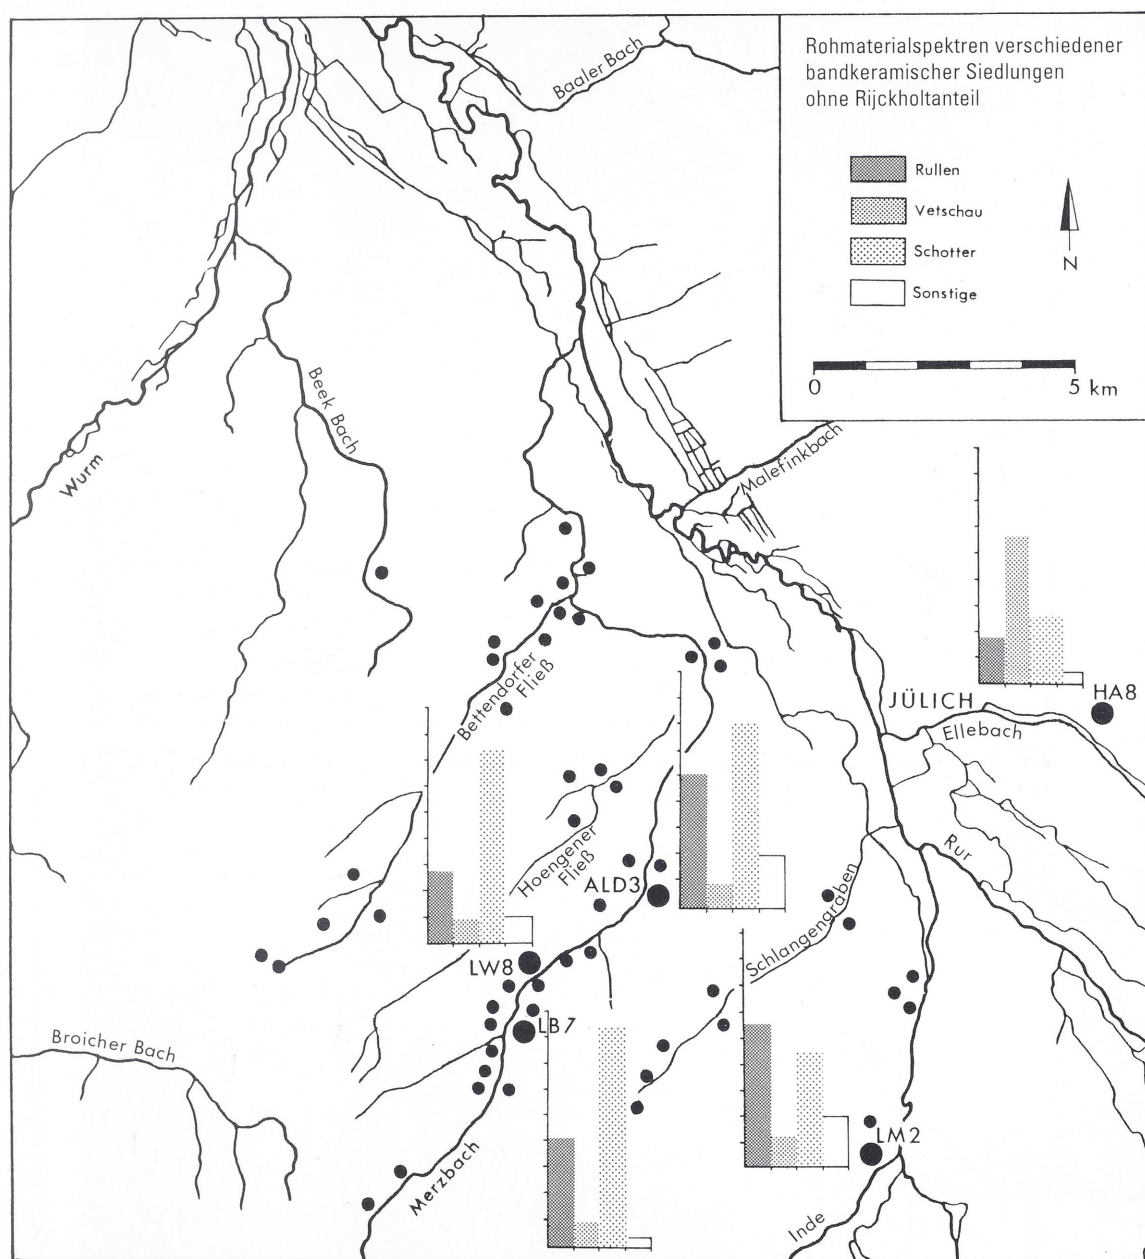 Rohmaterialspektren verschiedener
bandkeramischer Siedlungen
ohne Rijckholtanteil
Rullen
Vetschau
Schotter
Sonstige
N
0 5 km
Baaler Bach
Beek Bach
Wurm
Malefinkbach
Bettendorfer
Fließ
JÜLICH
HA8
Ellebach
Hoengener
Fließ
ALD3
Rur
Schlangengraben
LW8
LB7
Broicher Bach
LM2
Merzbach
Inde